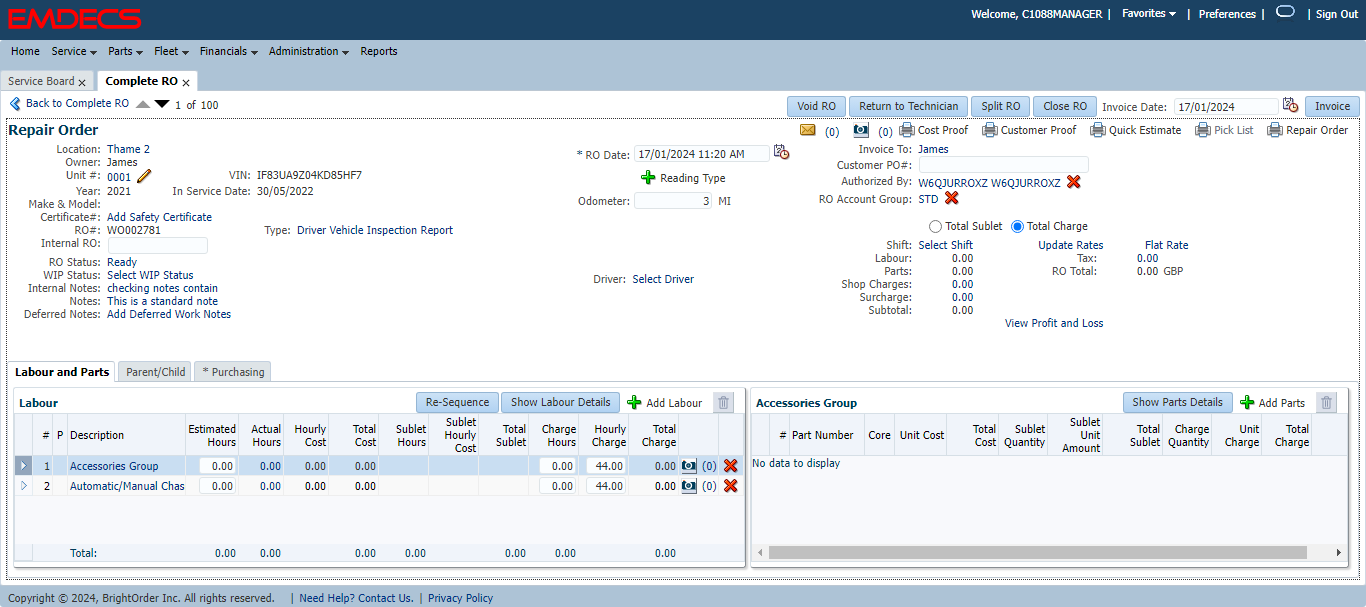 EMDECS
Welcome, C1088MANAGER | Favorites | Preferences | | Sign Out
Home Service Parts Fleet Financials Administration Reports
Service Board x Complete RO x
Back to Complete RO 1 of 100 Void RO Return to Technician Split RO Close RO Invoice Date: 17/01/2024 Invoice
Repair Order (0) (0) Cost Proof Customer Proof Quick Estimate Pick List Repair Order
Location: Thame 2 * RO Date: 17/01/2024 11:20 AM Invoice To: James
Owner: James Customer PO#:
Unit #: 0001 VIN: IF83UA9Z04KD85HF7 Reading Type Authorized By: W6QJURROXZ W6QJURROXZ
Year: 2021 In Service Date: 30/05/2022 Odometer: 3 MI RO Account Group: STD
Make & Model:
Certificate#: Add Safety Certificate
RO#: WO002781 Type: Driver Vehicle Inspection Report Total Sublet Total Charge
Internal RO: Shift: Select Shift Update Rates Flat Rate
RO Status: Ready Labour: 0.00 Tax: 0.00
WIP Status: Select WIP Status Driver: Select Driver Parts: 0.00 RO Total: 0.00 GBP
Internal Notes: checking notes contain Shop Charges: 0.00
Notes: This is a standard note Surcharge: 0.00
Deferred Notes: Add Deferred Work Notes Subtotal: 0.00
View Profit and Loss
Labour and Parts Parent/Child * Purchasing
Labour Re-Sequence Show Labour Details Add Labour
# P Description Estimated Hours Actual Hours Hourly Cost Total Cost Sublet Hours Sublet Hourly Cost Total Sublet Charge Hours Hourly Charge Total Charge
1 Accessories Group 0.00 0.00 0.00 0.00 0.00 44.00 0.00 (0)
2 Automatic/Manual Chas 0.00 0.00 0.00 0.00 0.00 44.00 0.00 (0)
Total: 0.00 0.00 0.00 0.00 0.00 0.00 0.00
Accessories Group Show Parts Details Add Parts
# Part Number Core Unit Cost Total Cost Sublet Quantity Sublet Unit Amount Total Sublet Charge Quantity Unit Charge Total Charge
No data to display
Copyright © 2024, BrightOrder Inc. All rights reserved. | Need Help? Contact Us. | Privacy Policy